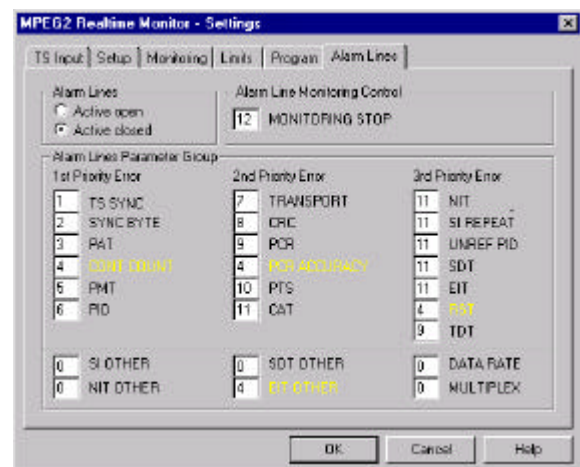 MPEG2 Realtime Monitor - Settings
TS Input Setup Monitoring Limits Program Alarm Lines
Alarm Lines
Active open
Active closed
Alarm Line Monitoring Control
12 MONITORING STOP
Alarm Lines Parameter Group
1st Priority Error
1 TS SYNC
2 SYNC BYTE
3 PAT
4 CONT COUNT
5 PMT
6 PID
2nd Priority Error
7 TRANSPORT
8 CRC
9 PCR
4 PCR ACCURACY
10 PTS
11 CAT
3rd Priority Error
11 NIT
11 SI REPEAT
11 UNREF PID
11 SDT
11 EIT
4 RST
9 TDT
0 SI OTHER
0 NIT OTHER
0 SDT OTHER
4 EIT OTHER
0 DATA RATE
0 MULTIPLEX
OK Cancel Help